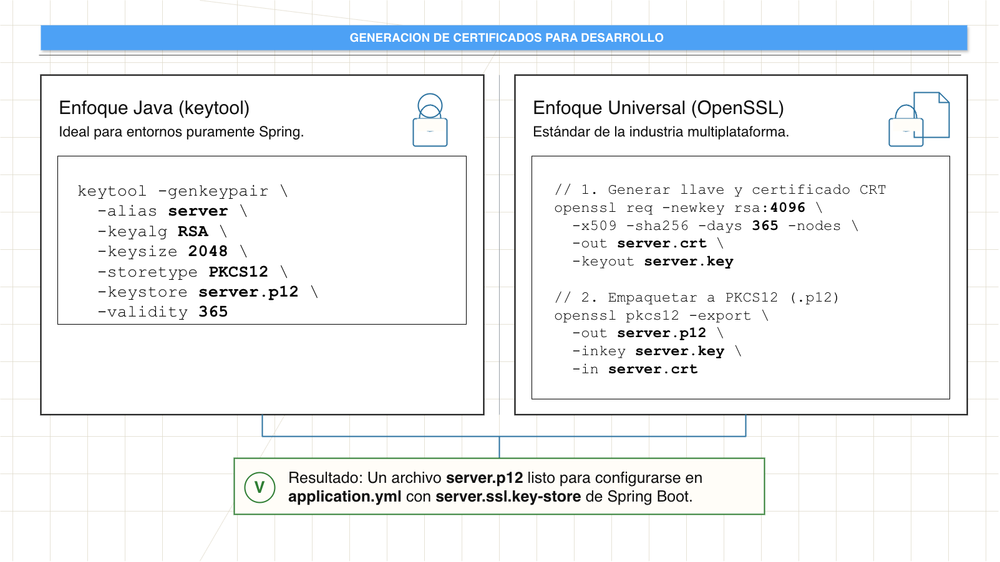 GENERACION DE CERTIFICADOS PARA DESARROLLO
Enfoque Java (keytool)
Ideal para entornos puramente Spring.
keytool -genkeypair \
  -alias server \
  -keyalg RSA \
  -keysize 2048 \
  -storetype PKCS12 \
  -keystore server.p12 \
  -validity 365
Enfoque Universal (OpenSSL)
Estándar de la industria multiplataforma.
// 1. Generar llave y certificado CRT
openssl req -newkey rsa:4096 \
  -x509 -sha256 -days 365 -nodes \
  -out server.crt \
  -keyout server.key
// 2. Empaquetar a PKCS12 (.p12)
openssl pkcs12 -export \
  -out server.p12 \
  -inkey server.key \
  -in server.crt
V
Resultado: Un archivo server.p12 listo para configurarse en
application.yml con server.ssl.key-store de Spring Boot.